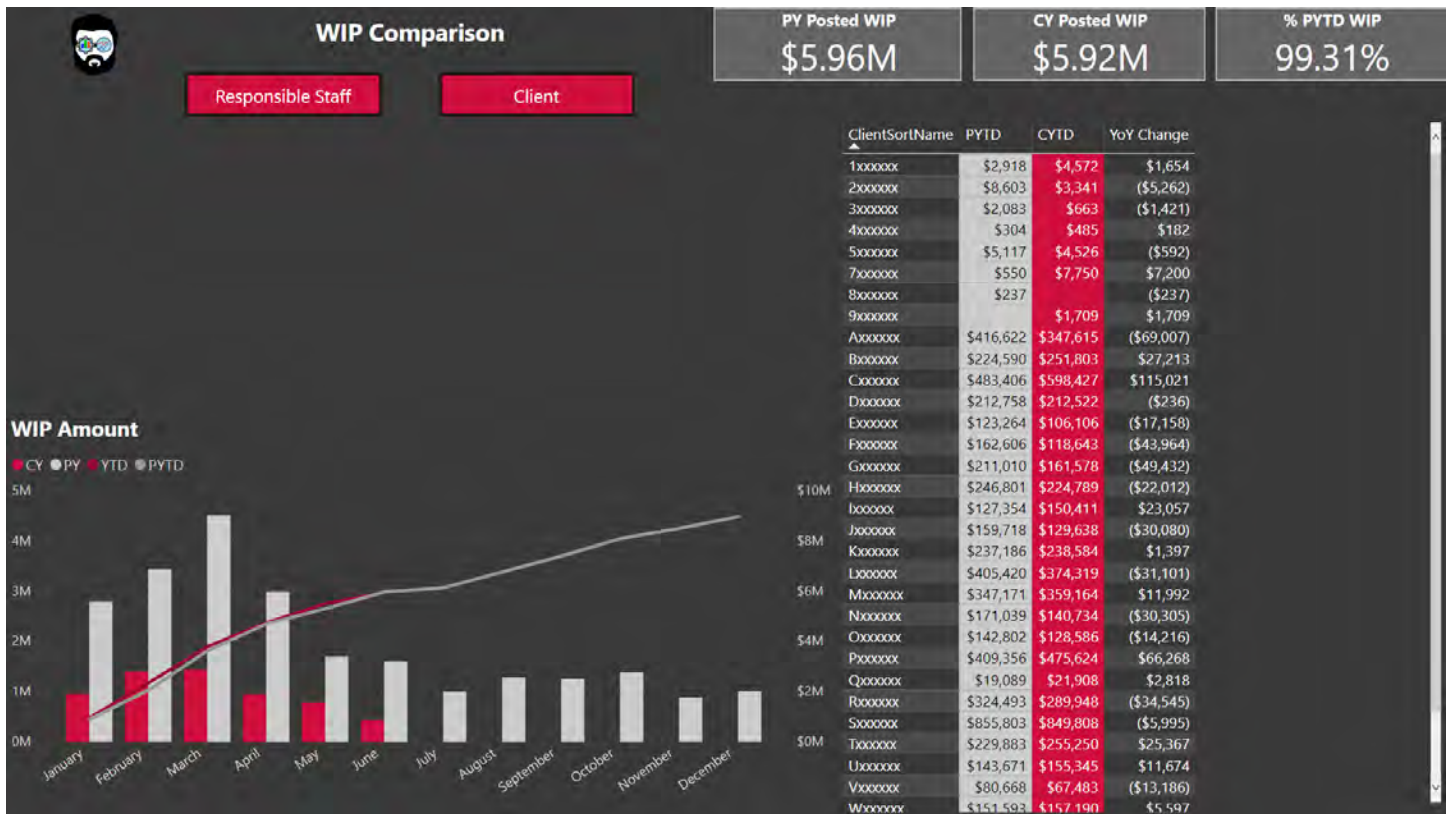 WIP Comparison
Responsible Staff
Client
PY Posted WIP
$5.96M
CY Posted WIP
$5.92M
% PYTD WIP
99.31%
ClientSortName PYTD CYTD YoY Change
1xxxxxx $2,918 $4,572 $1,654
2xxxxxx $8,603 $3,341 ($5,262)
3xxxxxx $2,083 $663 ($1,421)
4xxxxxx $304 $485 $182
5xxxxxx $5,117 $4,526 ($592)
7xxxxxx $550 $7,750 $7,200
8xxxxxx $237 ($237)
9xxxxxx $1,709 $1,709
Axxxxxx $416,622 $347,615 ($69,007)
Bxxxxxx $224,590 $251,803 $27,213
Cxxxxxx $483,406 $598,427 $115,021
Dxxxxxx $212,758 $212,522 ($236)
Exxxxxx $123,264 $106,106 ($17,158)
Fxxxxxx $162,606 $118,643 ($43,964)
Gxxxxxx $211,010 $161,578 ($49,432)
Hxxxxxx $246,801 $224,789 ($22,012)
Ixxxxxx $127,354 $150,411 $23,057
Jxxxxxx $159,718 $129,638 ($30,080)
Kxxxxxx $237,186 $238,584 $1,397
Lxxxxxx $405,420 $374,319 ($31,101)
Mxxxxxx $347,171 $359,164 $11,992
Nxxxxxx $171,039 $140,734 ($30,305)
Oxxxxxx $142,802 $128,586 ($14,216)
Pxxxxxx $409,356 $475,624 $66,268
Qxxxxxx $19,089 $21,908 $2,818
Rxxxxxx $324,493 $289,948 ($34,545)
Sxxxxxx $855,803 $849,808 ($5,995)
Txxxxxx $229,883 $255,250 $25,367
Uxxxxxx $143,671 $155,345 $11,674
Vxxxxxx $80,668 $67,483 ($13,186)
Wxxxxxx $151,593 $157,190 $5,597
WIP Amount
CY PY YTD PYTD
5M
4M
3M
2M
1M
0M
$10M
$8M
$6M
$4M
$2M
$0M
January
February
March
April
May
June
July
August
September
October
November
December